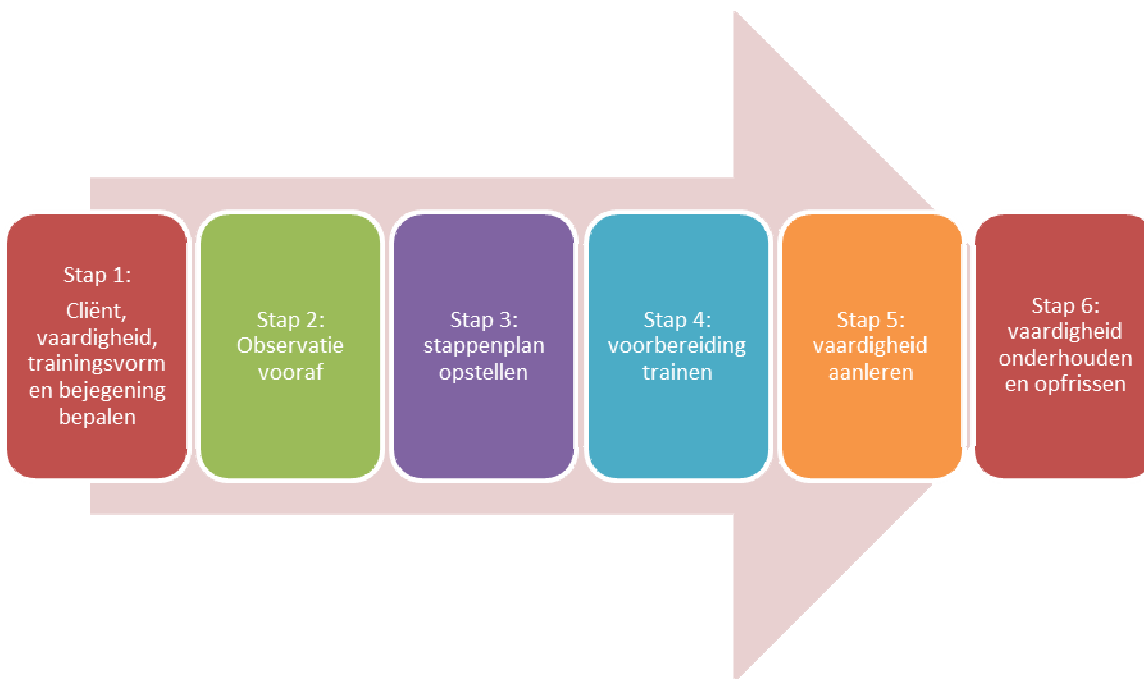 Stap 1:
Cliënt,
vaardigheid,
trainingsvorm
en bejegening
bepalen
Stap 2:
Observatie
vooraf
Stap 3:
stappenplan
opstellen
Stap 4:
voorbereiding
trainen
Stap 5:
vaardigheid
aanleren
Stap 6:
vaardigheid
onderhouden
en opfrissen